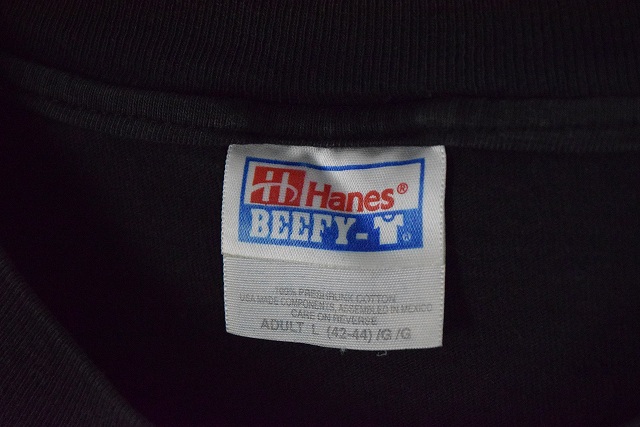 Hanes®
BEEFY-T®
100% PRESHRUNK COTTON
USA MADE COMPONENTS, ASSEMBLED IN MEXICO
CARE ON REVERSE
ADULT L (42-44) /G /G